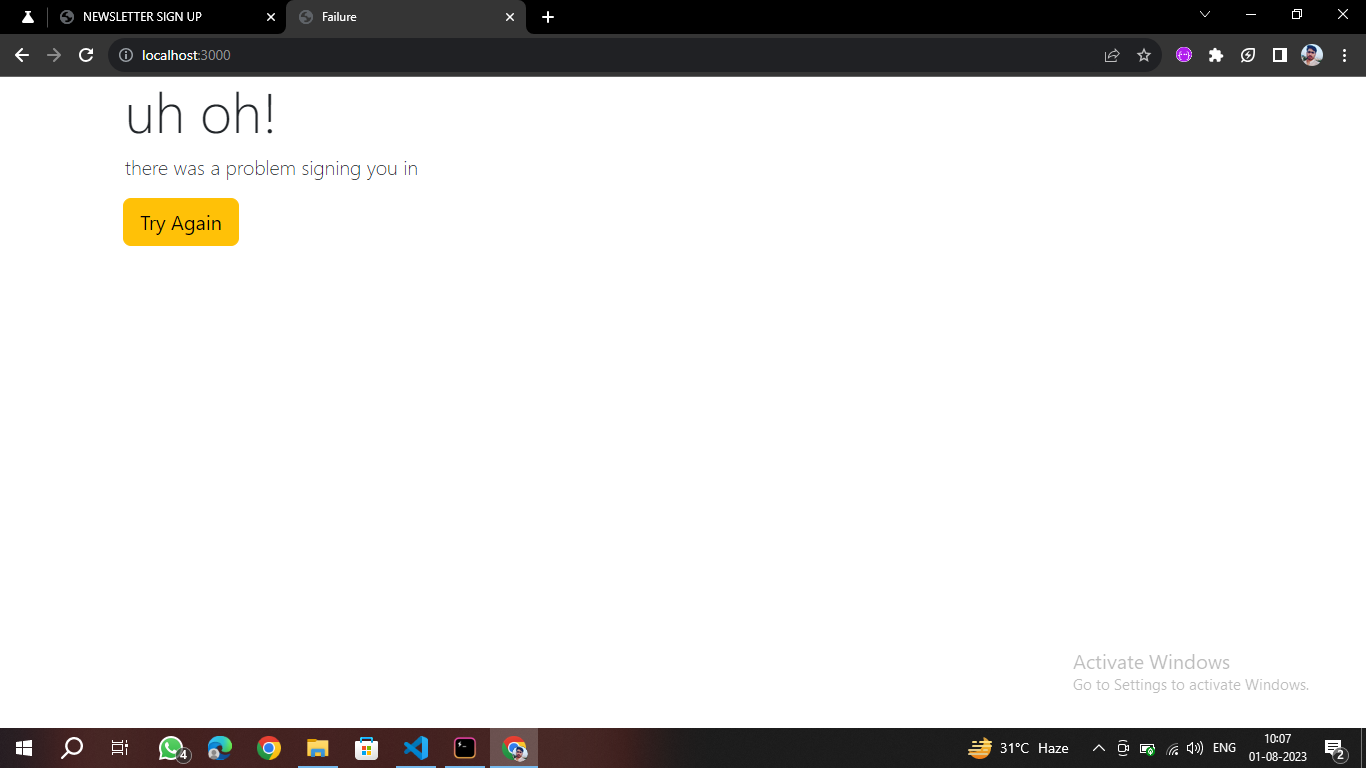 NEWSLETTER SIGN UP
Failure
localhost:3000
uh oh!
there was a problem signing you in
Try Again
Activate Windows
Go to Settings to activate Windows.
4
31°C Haze
ENG
10:07
01-08-2023
2